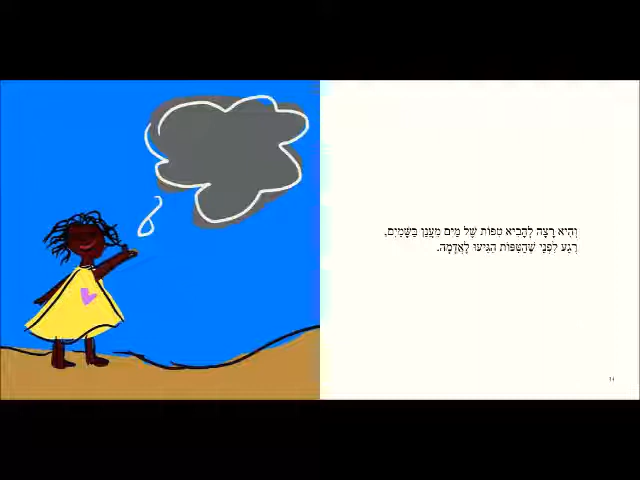 וְהִיא רָצָה לְהָבִיא טִפּוֹת שֶׁל מַיִם מֵעָנָן בַּשָּׁמַיִם,
רֶגַע לִפְנֵי שֶׁהַטִּפּוֹת הִגִּיעוּ לָאֲדָמָה.